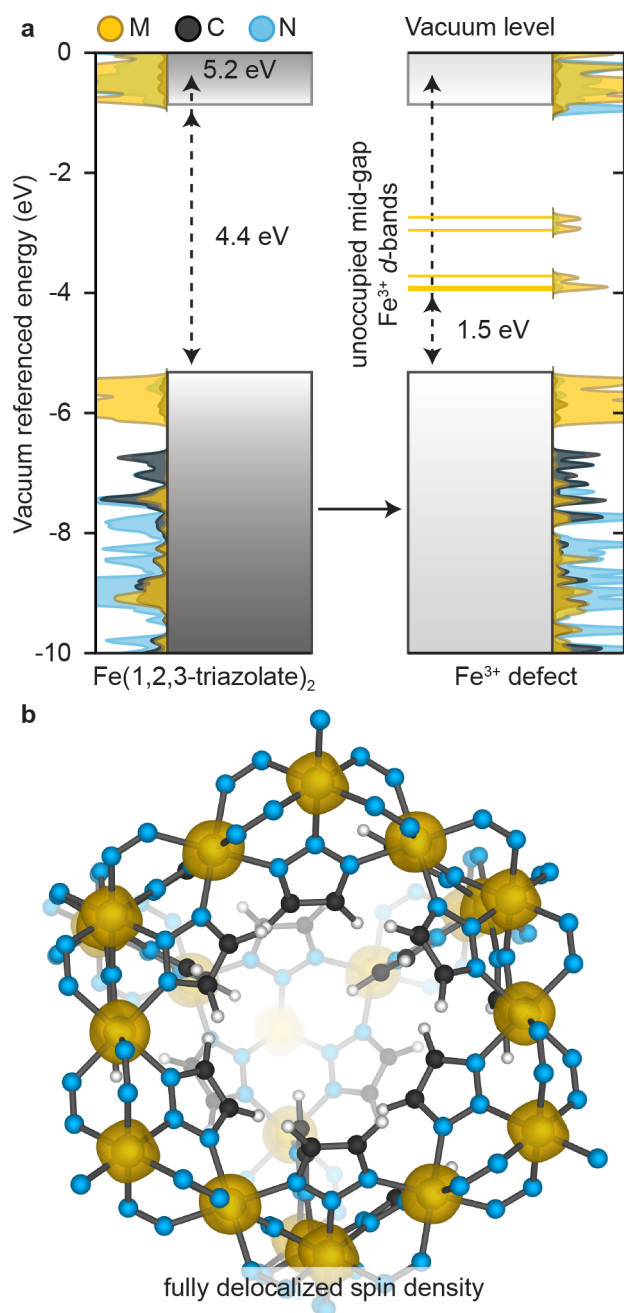 a M C N Vacuum level
0
-2
-4
-6
-8
-10
Vacuum referenced energy (eV)
5.2 eV
4.4 eV
unoccupied mid-gap
Fe³⁺ d-bands
1.5 eV
Fe(1,2,3-triazolate)₂ Fe³⁺ defect
b
fully delocalized spin density